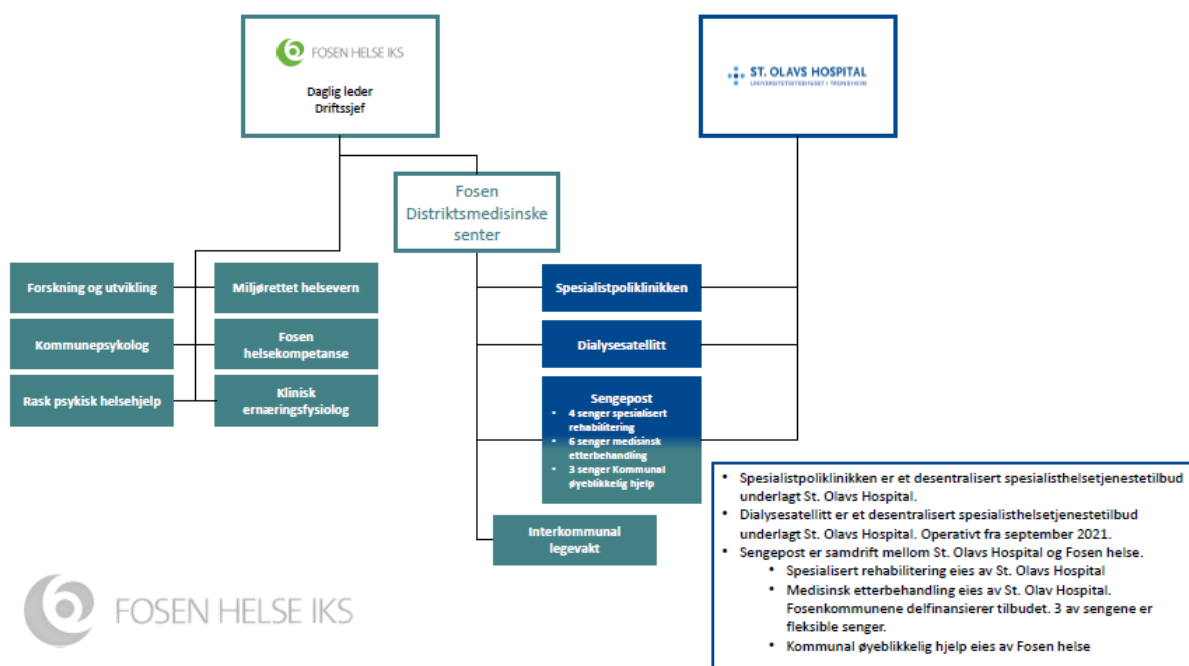 FOSEN HELSE IKS
Daglig leder
Driftssjef
ST. OLAVS HOSPITAL
UNIVERSITETSSYKEHUSET I TRONDHEIM
Fosen
Distriktsmedisinske
senter
Forskning og utvikling
Miljørettet helsevern
Kommunepsykolog
Fosen
helsekompetanse
Rask psykisk helsehjelp
Klinisk
ernæringsfysiolog
Spesialistpoliklinikken
Dialysesatellitt
Sengepost
• 4 senger spesialisert
rehabilitering
• 6 senger medisinsk
etterbehandling
• 3 senger Kommunal
øyeblikkelig hjelp
Interkommunal
legevakt
• Spesialistpoliklinikken er et desentralisert spesialisthelsetjenestetilbud
underlagt St. Olavs Hospital.
• Dialysesatellitt er et desentralisert spesialisthelsetjenestetilbud
underlagt St. Olavs Hospital. Operativt fra september 2021.
• Sengepost er samdrift mellom St. Olavs Hospital og Fosen helse.
• Spesialisert rehabilitering eies av St. Olavs Hospital
• Medisinsk etterbehandling eies av St. Olav Hospital.
Fosenkommunene delfinansierer tilbudet. 3 av sengene er
fleksible senger.
• Kommunal øyeblikkelig hjelp eies av Fosen helse
FOSEN HELSE IKS